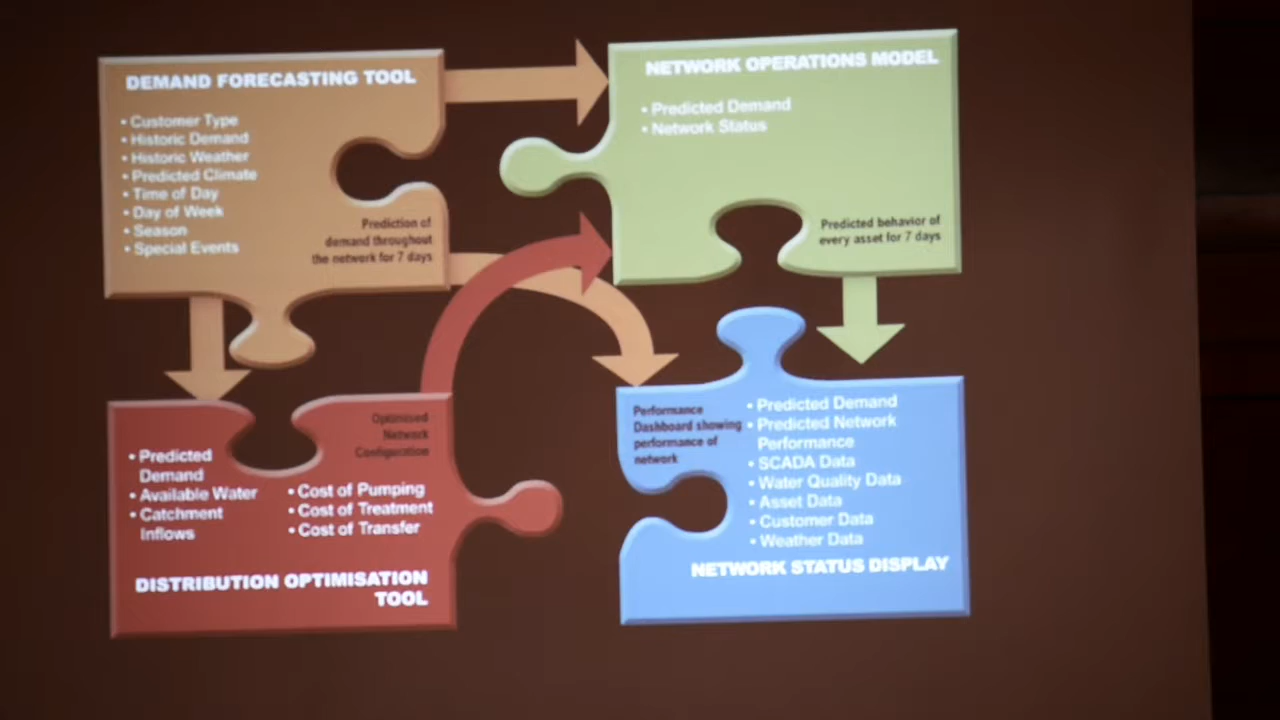 DEMAND FORECASTING TOOL
• Customer Type
• Historic Demand
• Historic Weather
• Predicted Climate
• Time of Day
• Day of Week
• Season
• Special Events
Prediction of
demand throughout
the network for 7 days
NETWORK OPERATIONS MODEL
• Predicted Demand
• Network Status
Predicted behavior of
every asset for 7 days
Optimised
Network
Configuration
• Predicted
Demand
• Available Water
• Catchment
Inflows
• Cost of Pumping
• Cost of Treatment
• Cost of Transfer
DISTRIBUTION OPTIMISATION
TOOL
Performance
Dashboard showing
performance of
network
• Predicted Demand
• Predicted Network
Performance
• SCADA Data
• Water Quality Data
• Asset Data
• Customer Data
• Weather Data
NETWORK STATUS DISPLAY